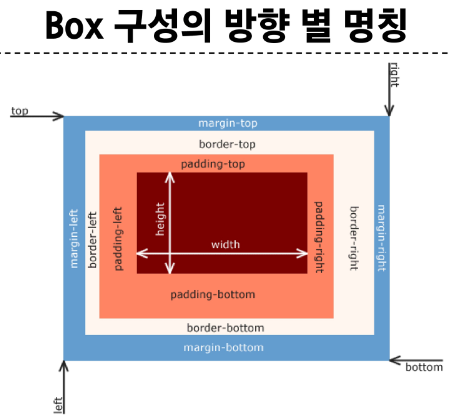 Box 구성의 방향 별 명칭
right
top
margin-top
border-top
padding-top
margin-left
border-left
padding-left
height
width
padding-right
border-right
margin-right
padding-bottom
border-bottom
margin-bottom
left
bottom